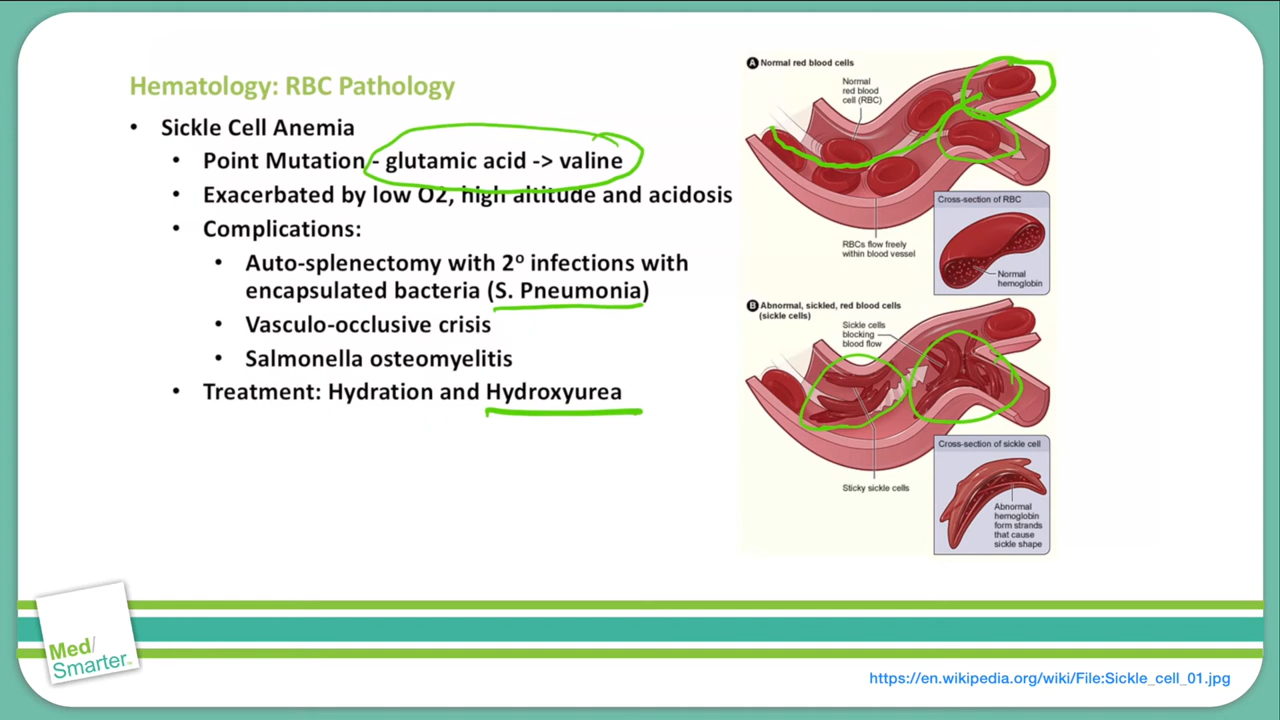 Hematology: RBC Pathology
• Sickle Cell Anemia
• Point Mutation - glutamic acid -> valine
• Exacerbated by low O2, high altitude and acidosis
• Complications:
• Auto-splenectomy with 2º infections with
encapsulated bacteria (S. Pneumonia)
• Vasculo-occlusive crisis
• Salmonella osteomyelitis
• Treatment: Hydration and Hydroxyurea
A Normal red blood cells
Normal
red blood
cell (RBC)
Cross-section of RBC
RBCs flow freely
within blood vessel
Normal
hemoglobin
B Abnormal, sickled, red blood cells
(sickle cells)
Sickle cells
blocking
blood flow
Cross-section of sickle cell
Sticky sickle cells
Abnormal
hemoglobin
form strands
that cause
sickle shape
Med/
Smarter™
https://en.wikipedia.org/wiki/File:Sickle_cell_01.jpg